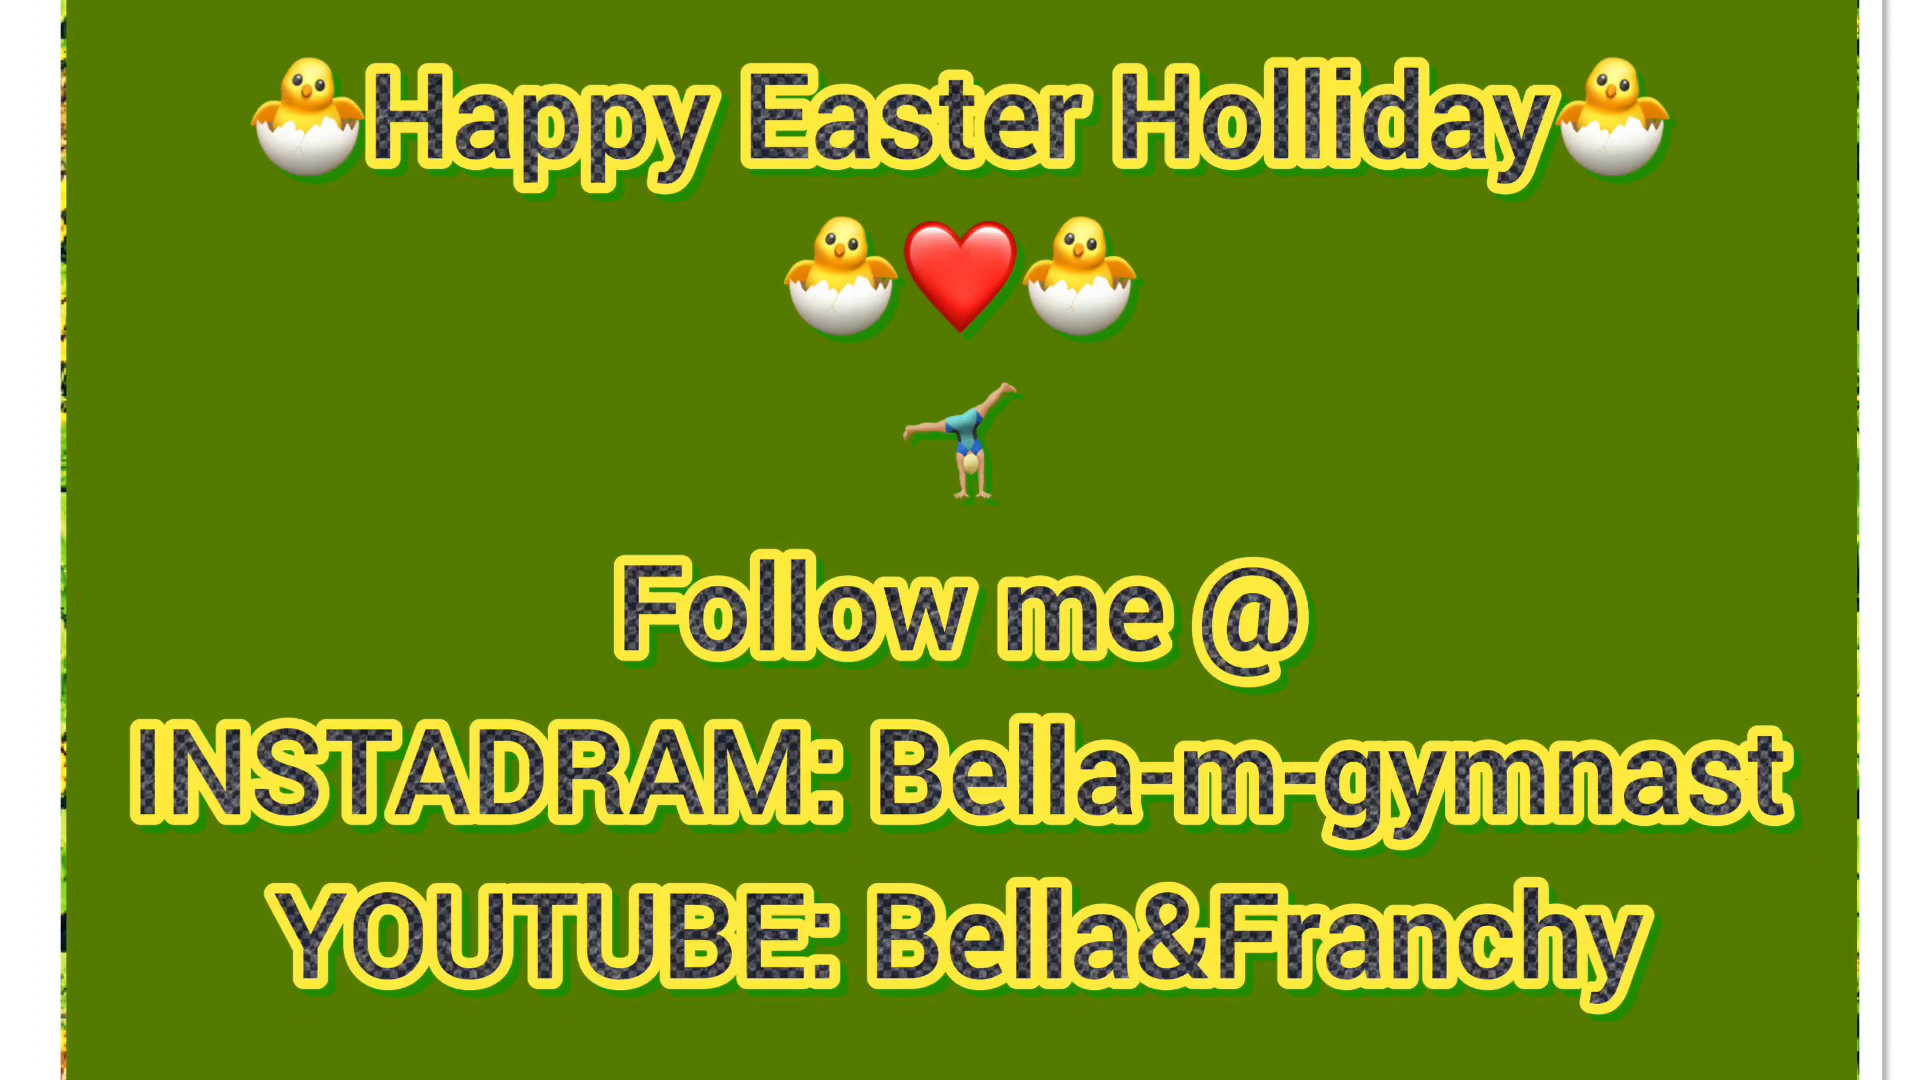 🐣Happy Easter Holliday🐣
🐣❤️🐣
🤸🏼‍♂️
Follow me @
INSTADRAM: Bella-m-gymnast
YOUTUBE: Bella&Franchy